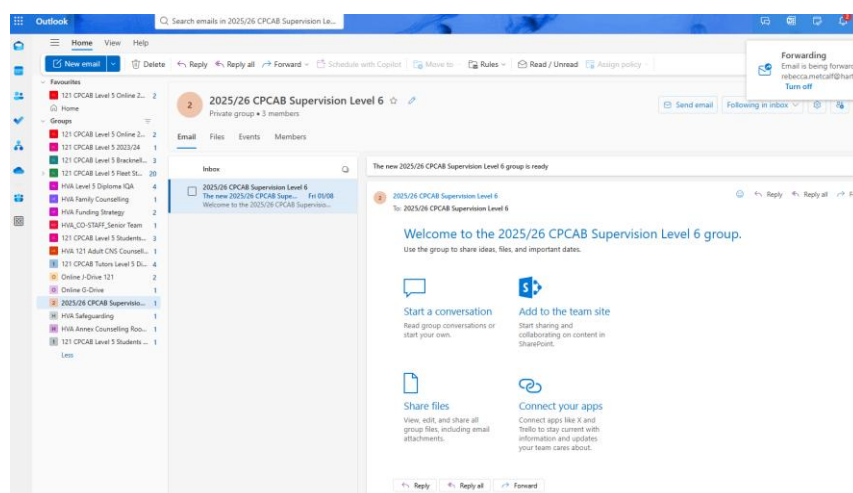 Outlook
Search emails in 2025/26 CPCAB Supervision Le...
Home View Help
New email Delete Reply Reply all Forward Schedule with Copilot Move to Rules Read / Unread Assign policy
Forwarding
Email is being forward
rebecca.metcalf@hart
Turn off
Favourites
121 CPCAB Level 5 Online 2... 2
Home
Groups
121 CPCAB Level 5 Online 2... 2
121 CPCAB Level 5 2023/24 1
121 CPCAB Level 5 Bracknell... 3
121 CPCAB Level 5 Fleet St... 20
HVA Level 5 Diploma IQA 4
HVA Family Counselling 1
HVA Funding Strategy 2
HVA_CO-STAFF_Senior Team 1
121 CPCAB Level 5 Students... 3
HVA 121 Adult CNS Counsell... 1
121 CPCAB Tutors Level 5 Di... 4
Online J-Drive 121 2
Online G-Drive 1
2025/26 CPCAB Supervisio... 1
HVA Safeguarding 1
HVA Annex Counselling Roo... 1
121 CPCAB Level 5 Students ... 1
Less
2
2025/26 CPCAB Supervision Level 6
Private group • 3 members
Send email Following in inbox
Email Files Events Members
Inbox
2025/26 CPCAB Supervision Level 6
The new 2025/26 CPCAB Supe... Fri 01/08
Welcome to the 2025/26 CPCAB Supervisio...
The new 2025/26 CPCAB Supervision Level 6 group is ready
2
2025/26 CPCAB Supervision Level 6
To: 2025/26 CPCAB Supervision Level 6
Reply Reply all F
Welcome to the 2025/26 CPCAB Supervision Level 6 group.
Use the group to share ideas, files, and important dates.
Start a conversation
Read group conversations or
start your own.
Add to the team site
Start sharing and
collaborating on content in
SharePoint.
Share files
View, edit, and share all
group files, including email
attachments.
Connect your apps
Connect apps like X and
Trello to stay current with
information and updates
your team cares about.
Reply Reply all Forward